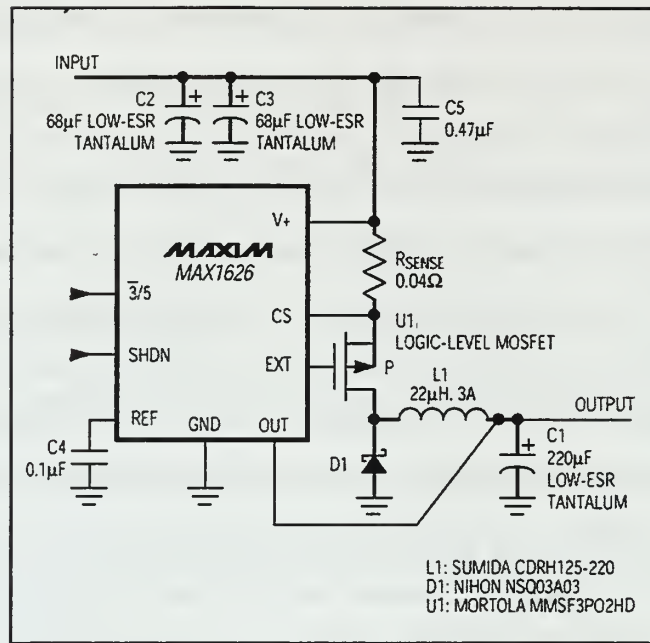 INPUT
C2
68µF LOW-ESR
TANTALUM
+
C3
68µF LOW-ESR
TANTALUM
+
C5
0.47µF
V+
MAXIM
MAX1626
RSENSE
0.04Ω
3/5
CS
U1
LOGIC-LEVEL MOSFET
SHDN
EXT
P
L1
22µH, 3A
OUTPUT
REF
GND
OUT
C4
0.1µF
D1
+
C1
220µF
LOW-ESR
TANTALUM
L1: SUMIDA CDRH125-220
D1: NIHON NSQ03A03
U1: MORTOLA MMSF3PO2HD